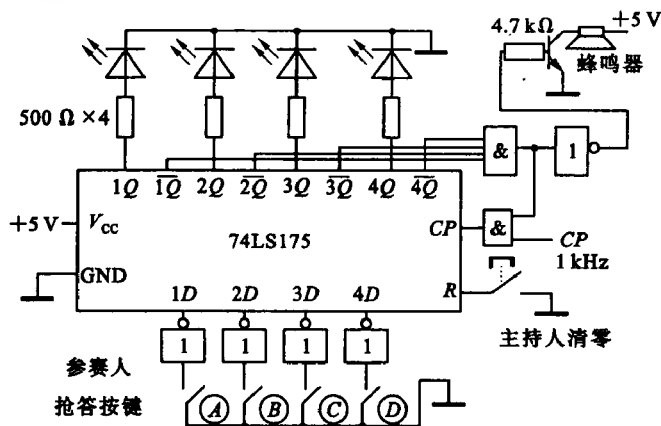 4.7 kΩ
+5 V
蜂鸣器
500 Ω ×4
&
1
1Q 1Q̅ 2Q 2Q̅ 3Q 3Q̅ 4Q 4Q̅
+5 V
V_CC
74LS175
CP
&
CP
1 kHz
GND
1D 2D 3D 4D
R
1 1 1 1
主持人清零
参赛人
抢答按键
A B C D